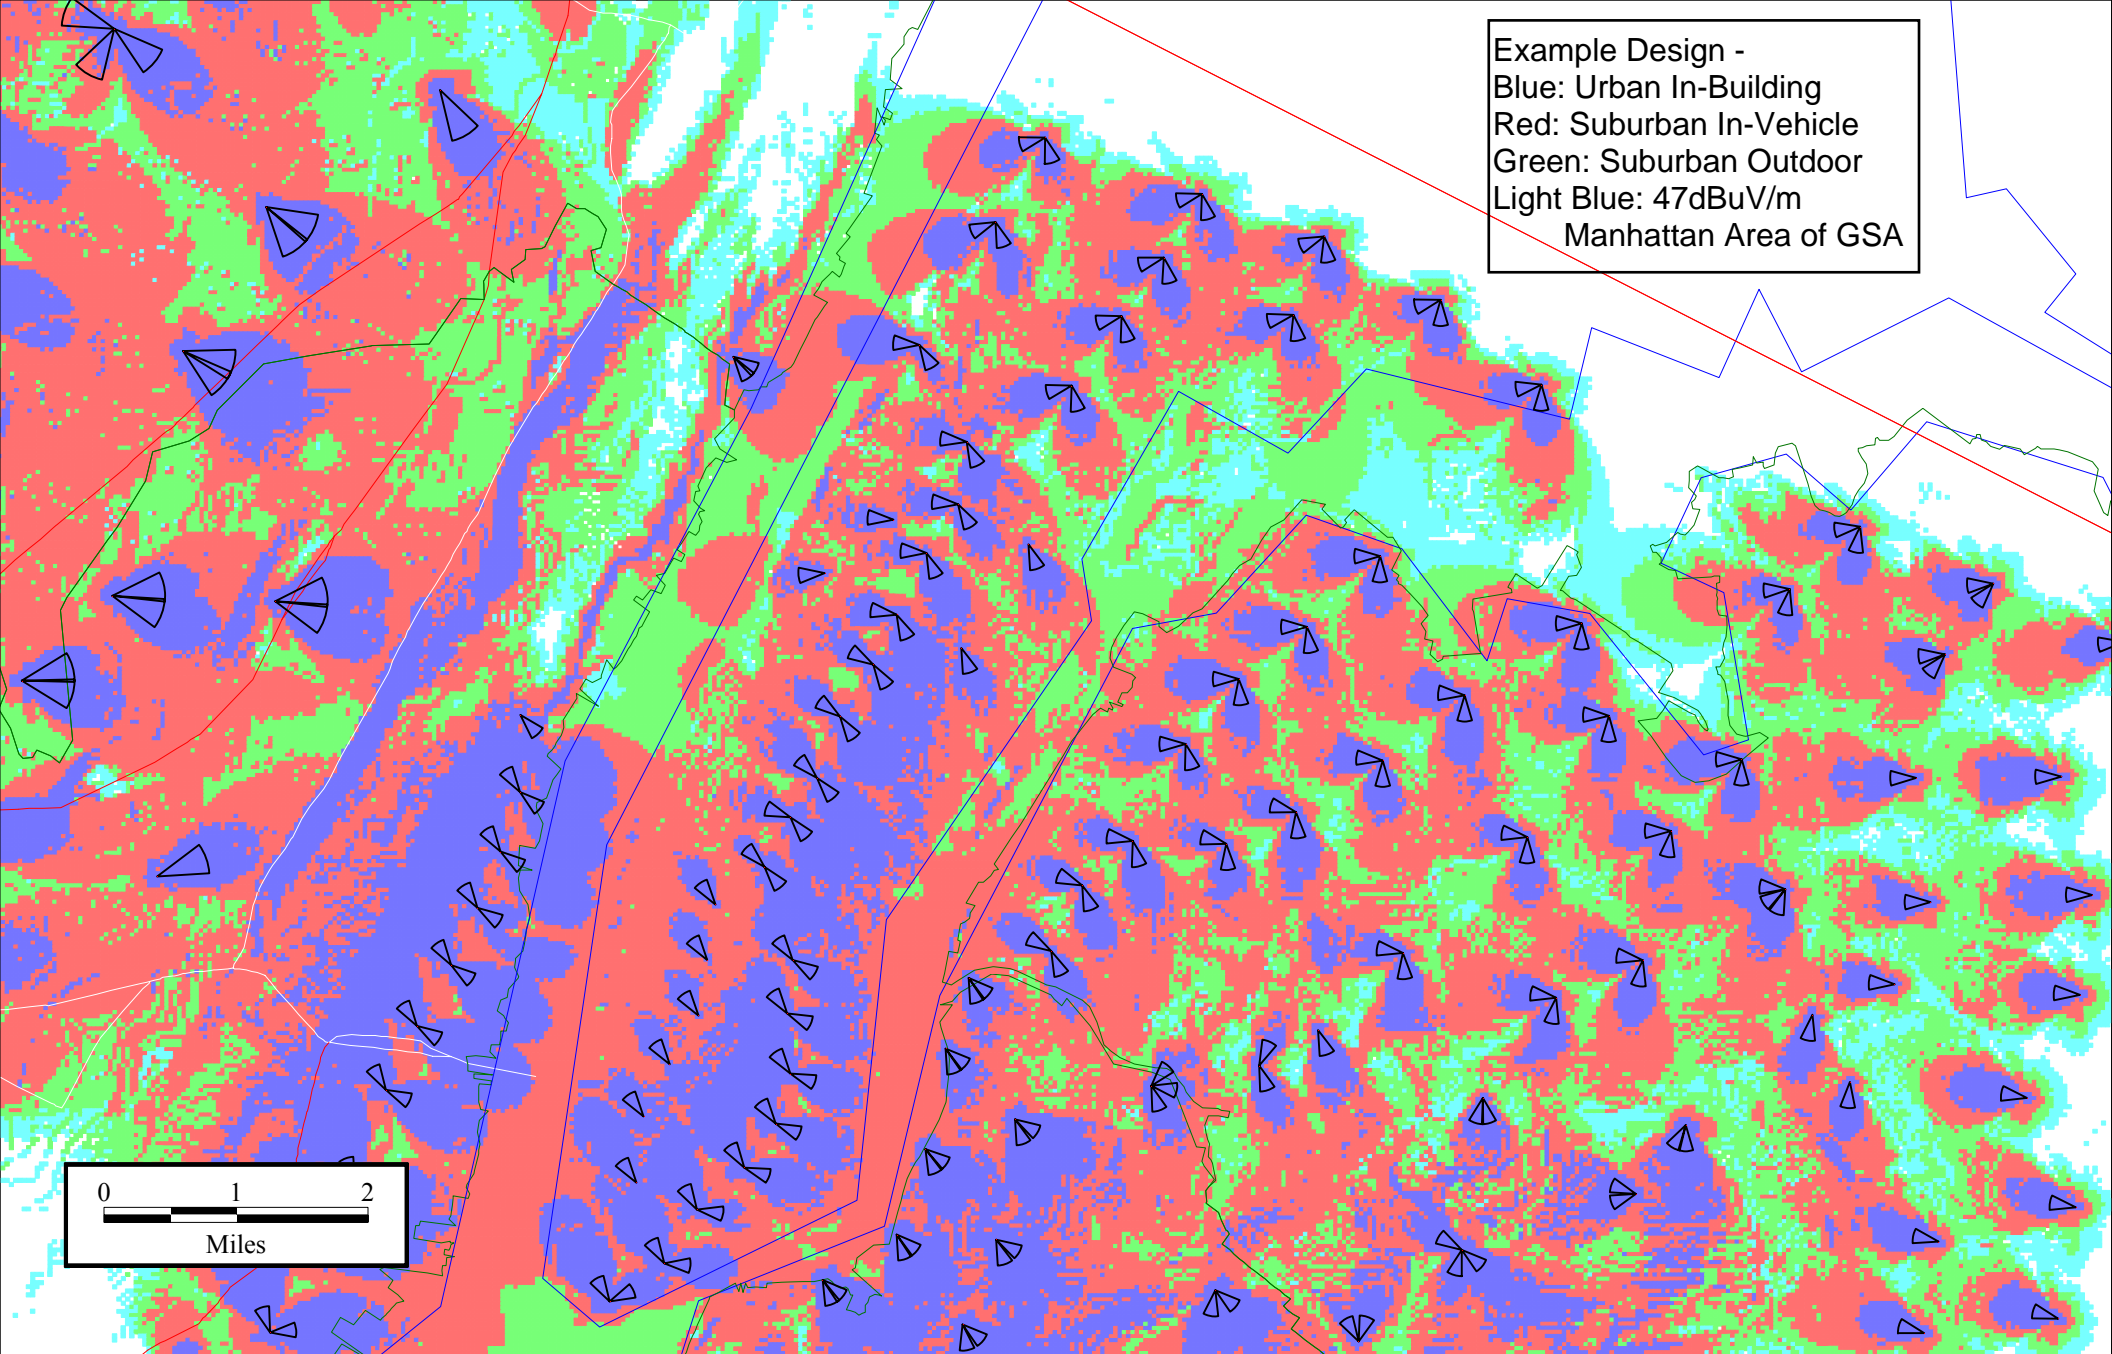 Example Design -
Blue: Urban In-Building
Red: Suburban In-Vehicle
Green: Suburban Outdoor
Light Blue: 47dBuV/m
Manhattan Area of GSA
0 1 2
Miles